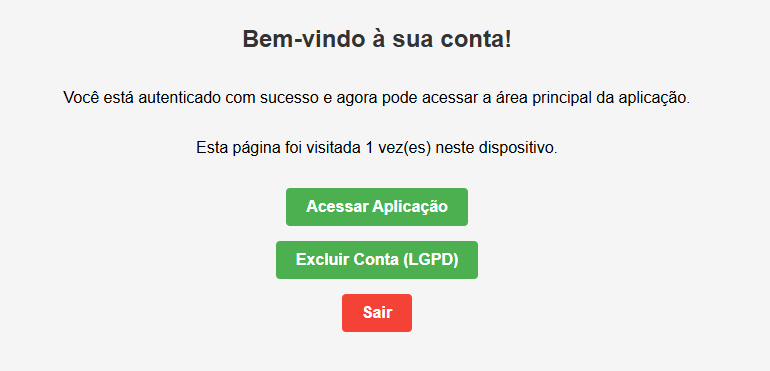 Bem-vindo à sua conta!
Você está autenticado com sucesso e agora pode acessar a área principal da aplicação.
Esta página foi visitada 1 vez(es) neste dispositivo.
Acessar Aplicação
Excluir Conta (LGPD)
Sair